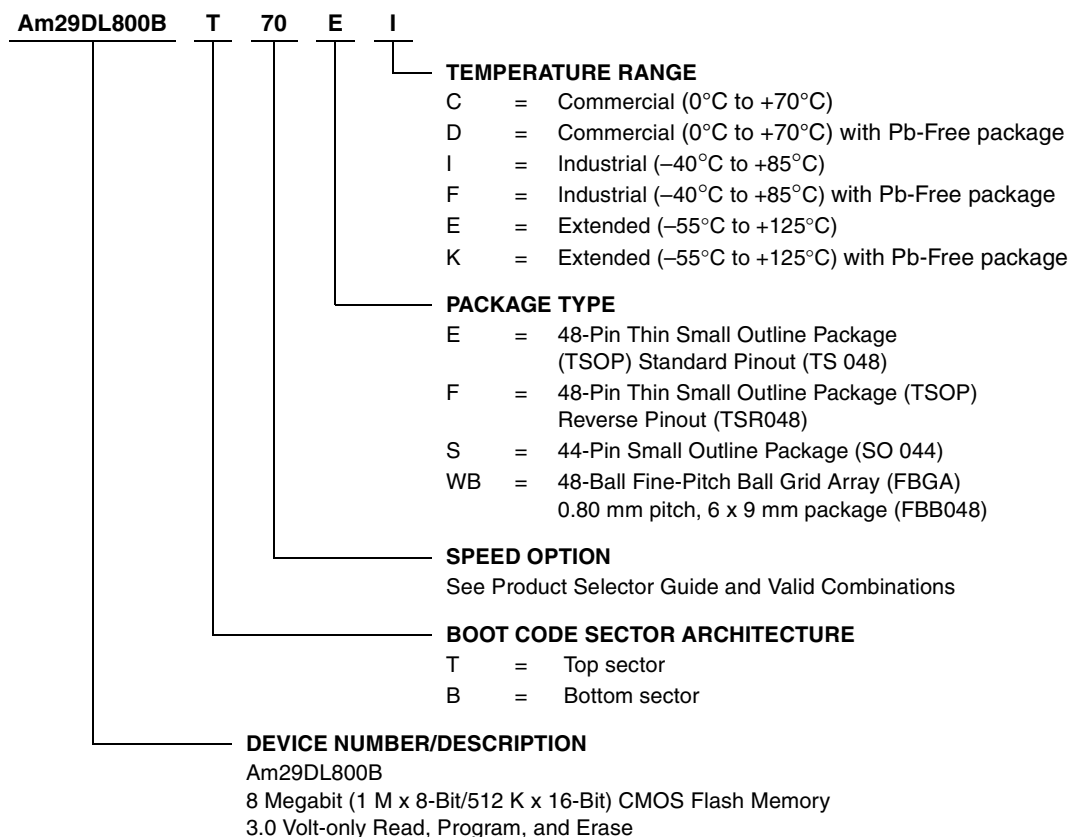 Am29DL800B T 70 E I
TEMPERATURE RANGE
C = Commercial (0°C to +70°C)
D = Commercial (0°C to +70°C) with Pb-Free package
I = Industrial (–40°C to +85°C)
F = Industrial (–40°C to +85°C) with Pb-Free package
E = Extended (–55°C to +125°C)
K = Extended (–55°C to +125°C) with Pb-Free package
PACKAGE TYPE
E = 48-Pin Thin Small Outline Package
(TSOP) Standard Pinout (TS 048)
F = 48-Pin Thin Small Outline Package (TSOP)
Reverse Pinout (TSR048)
S = 44-Pin Small Outline Package (SO 044)
WB = 48-Ball Fine-Pitch Ball Grid Array (FBGA)
0.80 mm pitch, 6 x 9 mm package (FBB048)
SPEED OPTION
See Product Selector Guide and Valid Combinations
BOOT CODE SECTOR ARCHITECTURE
T = Top sector
B = Bottom sector
DEVICE NUMBER/DESCRIPTION
Am29DL800B
8 Megabit (1 M x 8-Bit/512 K x 16-Bit) CMOS Flash Memory
3.0 Volt-only Read, Program, and Erase